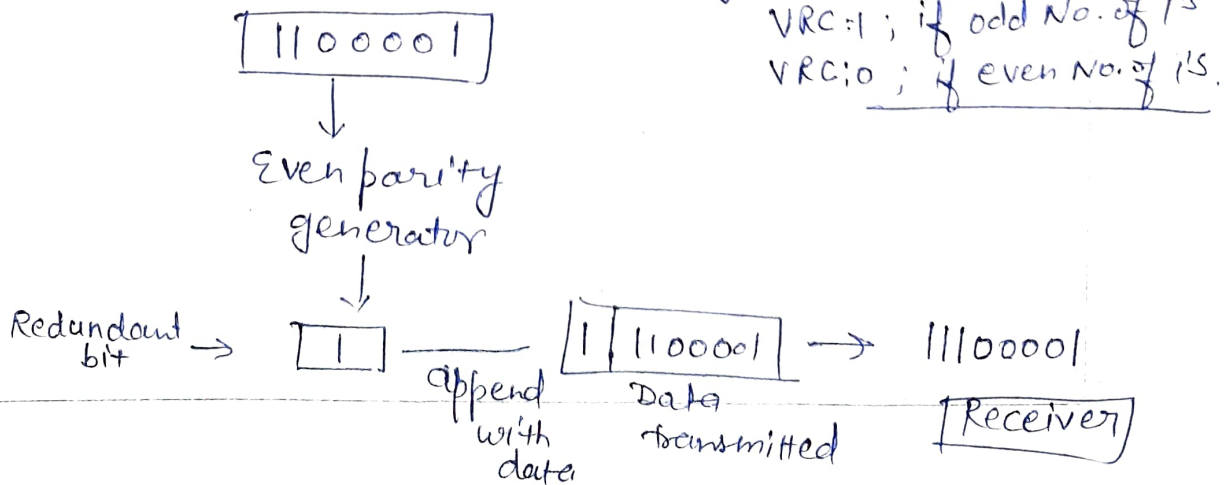 VRC:1 ; if odd No. of 1's
VRC:0 ; if even No. of 1's.
1100001
Even parity
generator
Redundant
bit → 1
append
with
data
1 1100001 → 1110001
Data
transmitted
Receiver